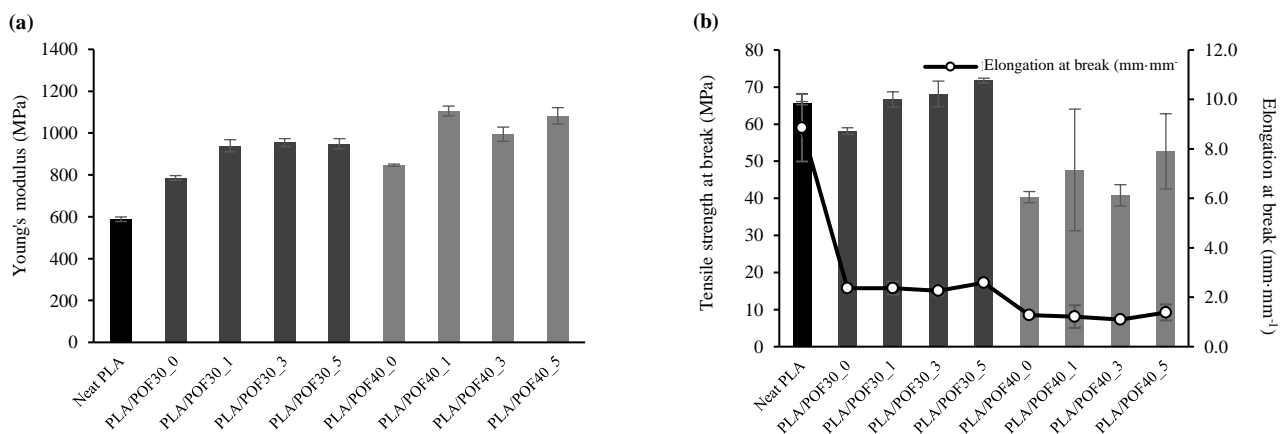 (a)
Young's modulus (MPa)
1400
1200
1000
800
600
400
200
0
Neat PLA
PLA/POF30_0
PLA/POF30_1
PLA/POF30_3
PLA/POF30_5
PLA/POF40_0
PLA/POF40_1
PLA/POF40_3
PLA/POF40_5
(b)
Tensile strength at break (MPa)
80
70
60
50
40
30
20
10
0
Elongation at break (mm·mm⁻
12.0
10.0
8.0
6.0
4.0
2.0
0.0
Elongation at break
(mm·mm⁻¹)
Neat PLA
PLA/POF30_0
PLA/POF30_1
PLA/POF30_3
PLA/POF30_5
PLA/POF40_0
PLA/POF40_1
PLA/POF40_3
PLA/POF40_5